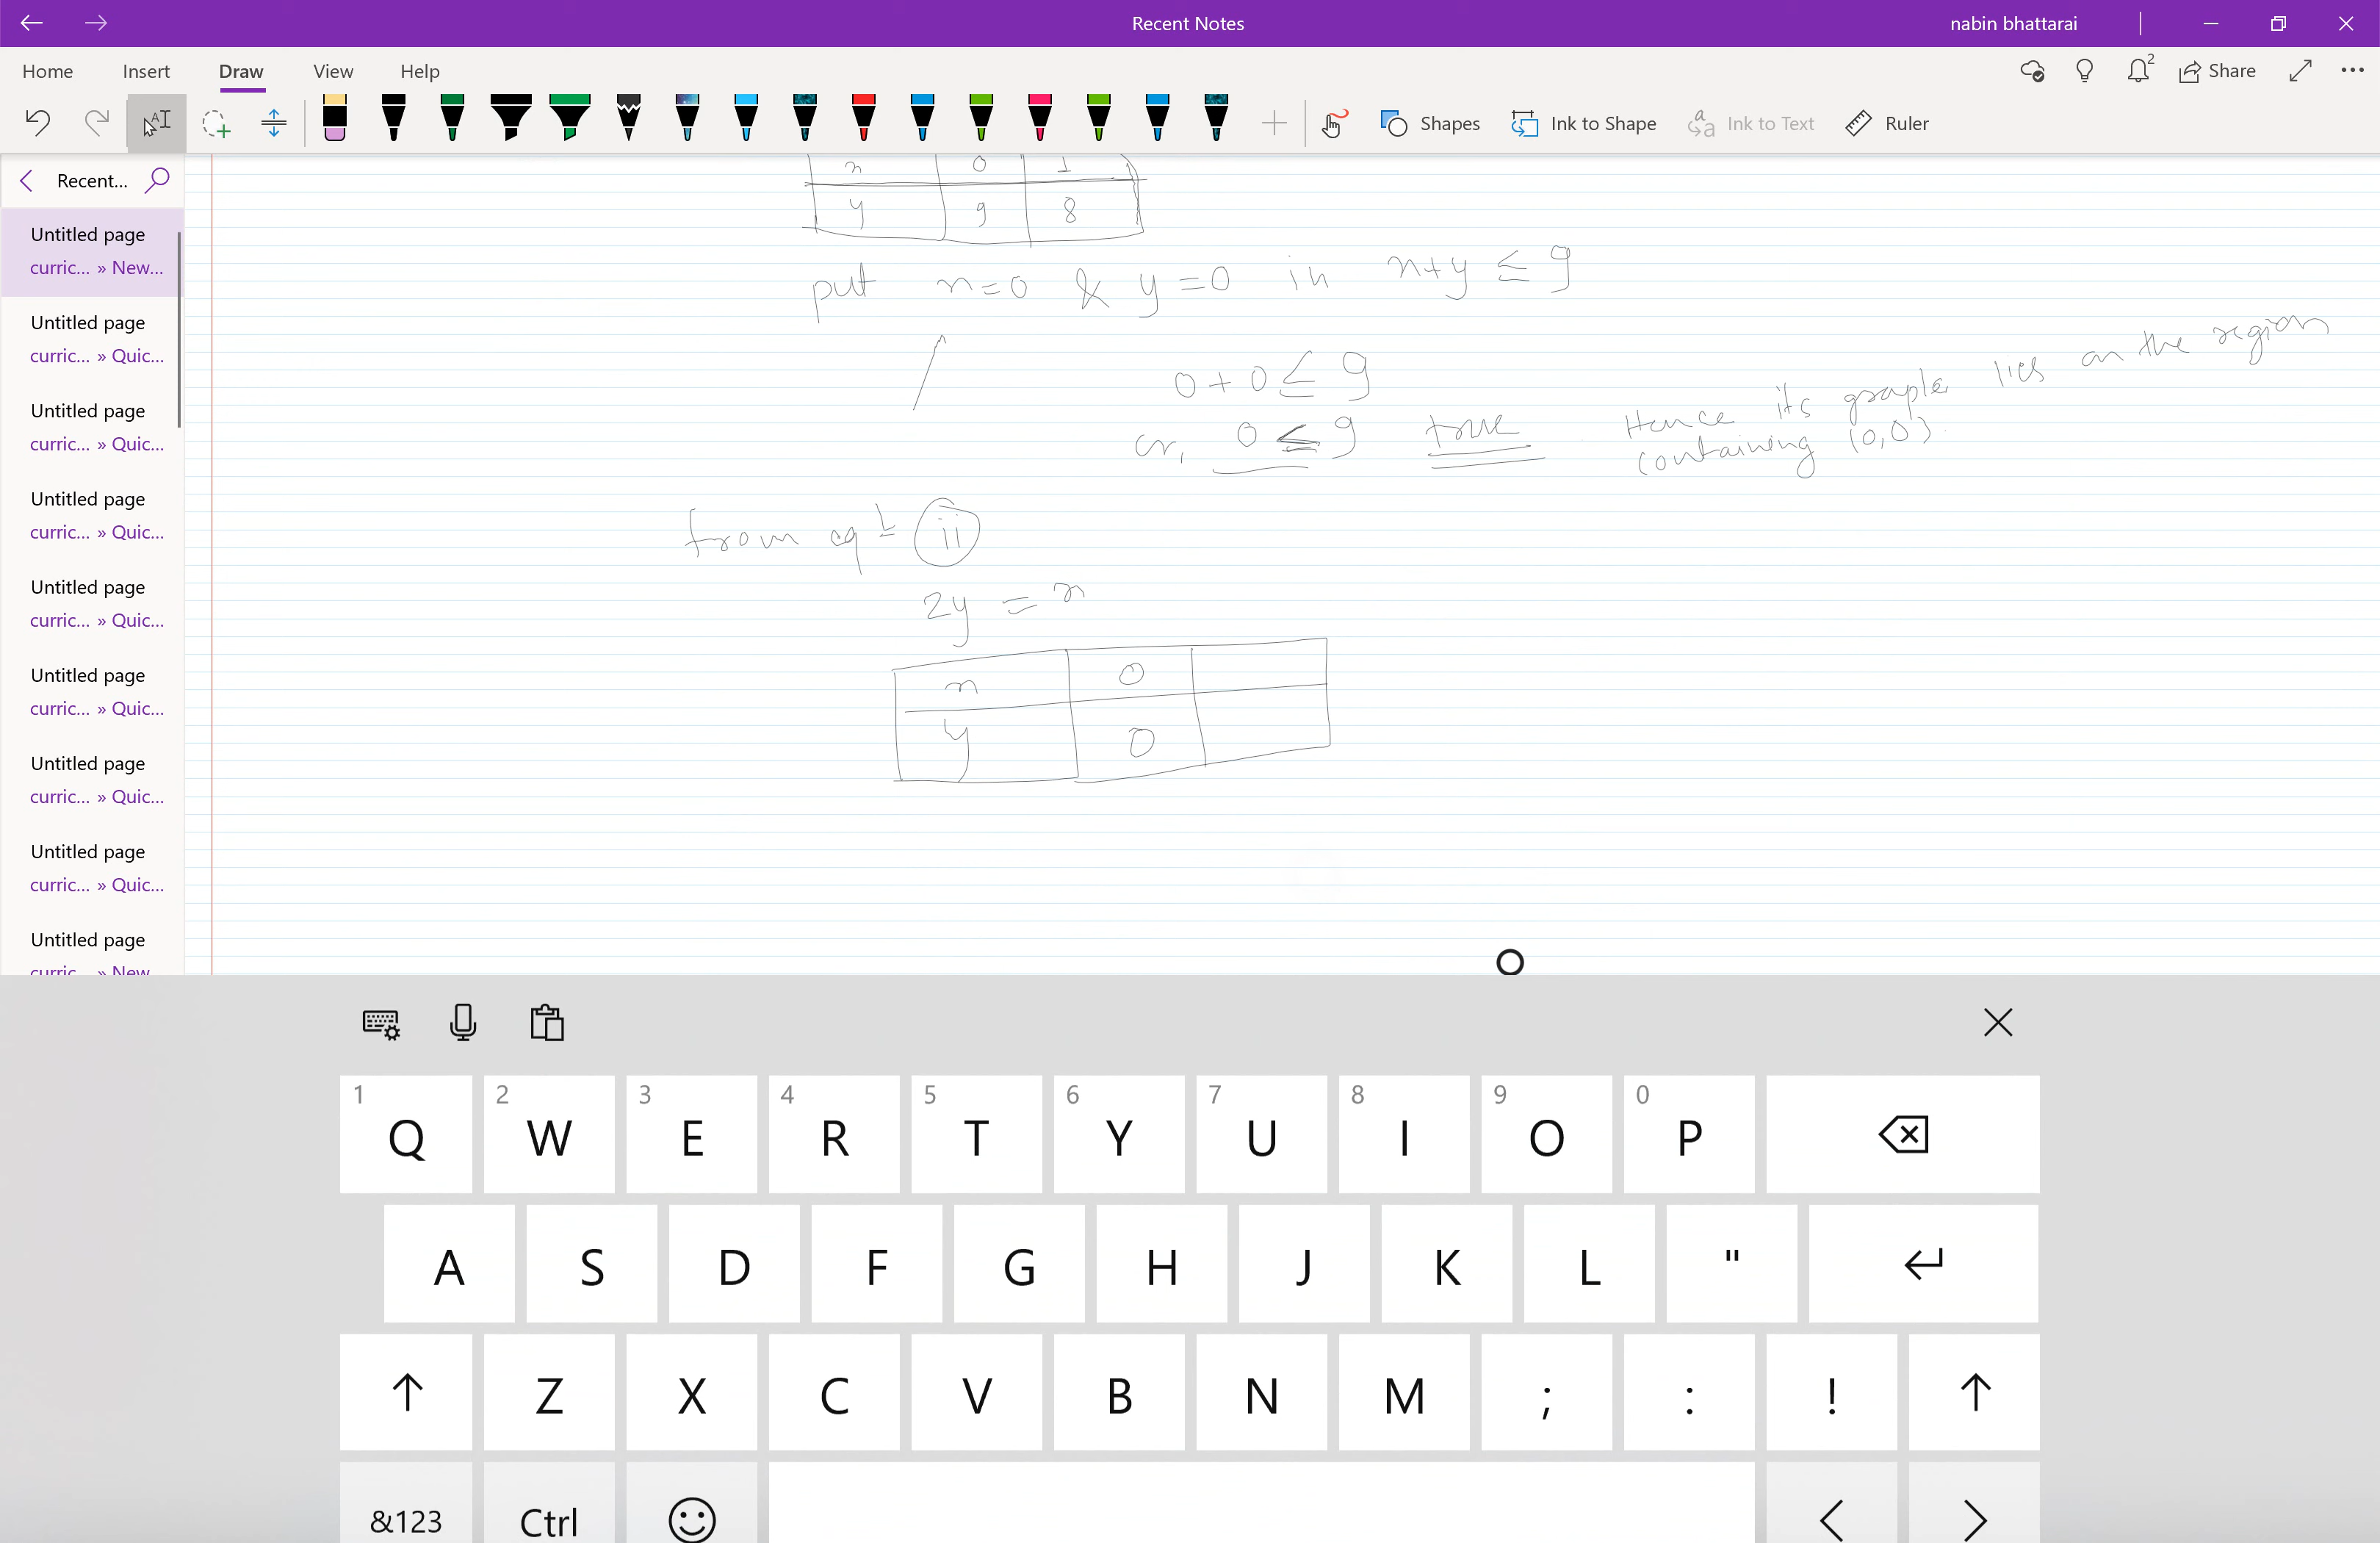 Recent Notes
nabin bhattarai
Home Insert Draw View Help
2 Share
Shapes Ink to Shape Ink to Text Ruler
Recent...
Untitled page
curric... » New...
Untitled page
curric... » Quic...
Untitled page
curric... » Quic...
Untitled page
curric... » Quic...
Untitled page
curric... » Quic...
Untitled page
curric... » Quic...
Untitled page
curric... » Quic...
Untitled page
curric... » Quic...
Untitled page
curric... » New...
x 0 1
y 9 8
put x=0 & y=0 in x+y ≤ 9
0 + 0 ≤ 9
or, 0 ≤ 9 true
Hence its graph lies on the region
containing (0,0).
from eqⁿ ii
2y = x
x 0
y 0
1 Q 2 W 3 E 4 R 5 T 6 Y 7 U 8 I 9 O 0 P
A S D F G H J K L "
Z X C V B N M ; : !
&123 Ctrl < >